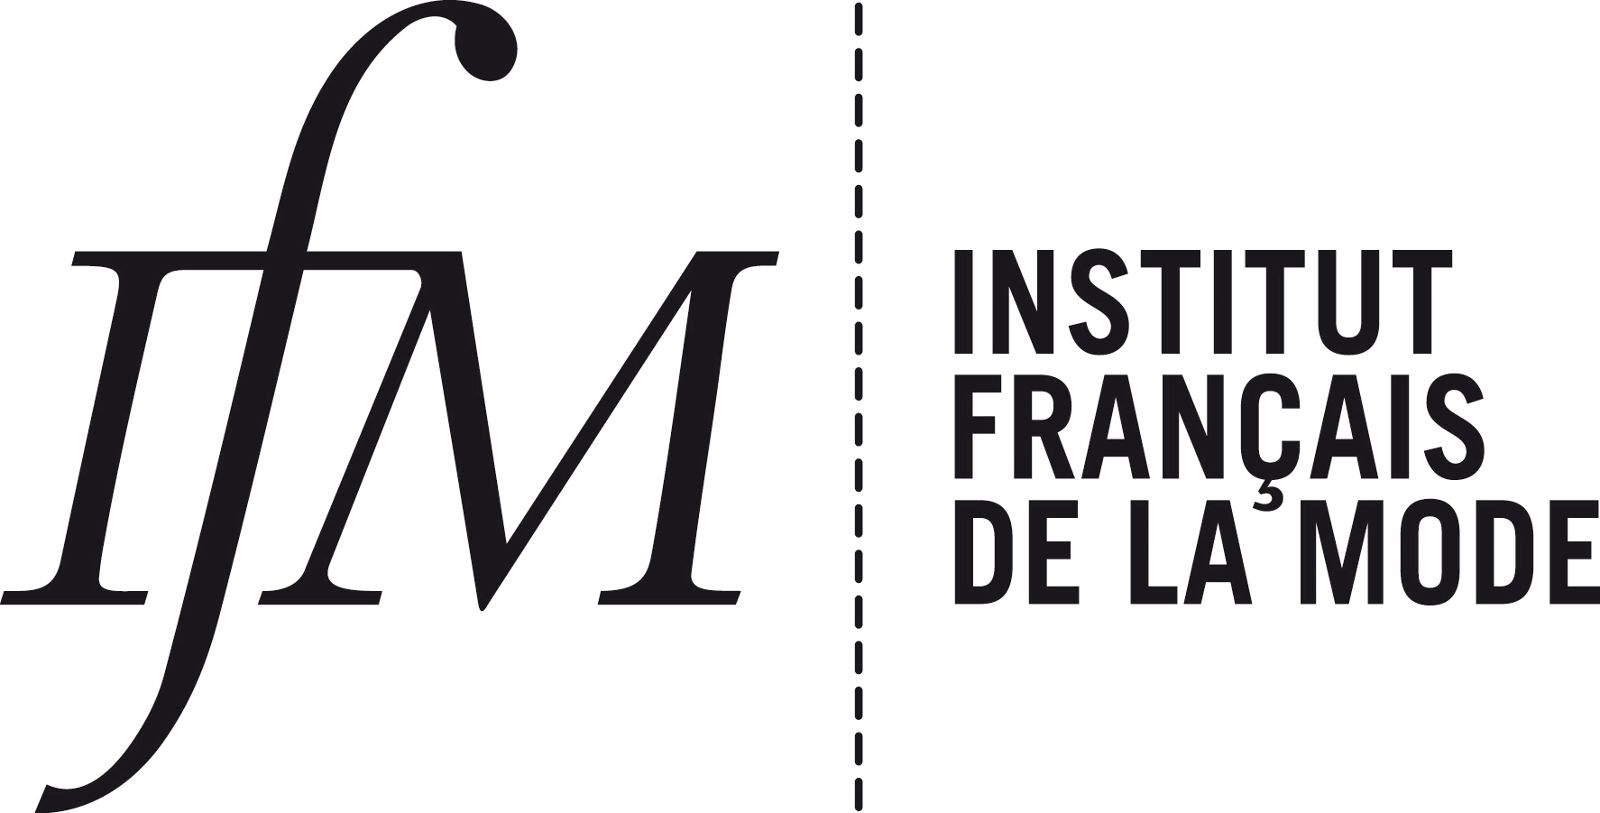 IfM
INSTITUT
FRANÇAIS
DE LA MODE